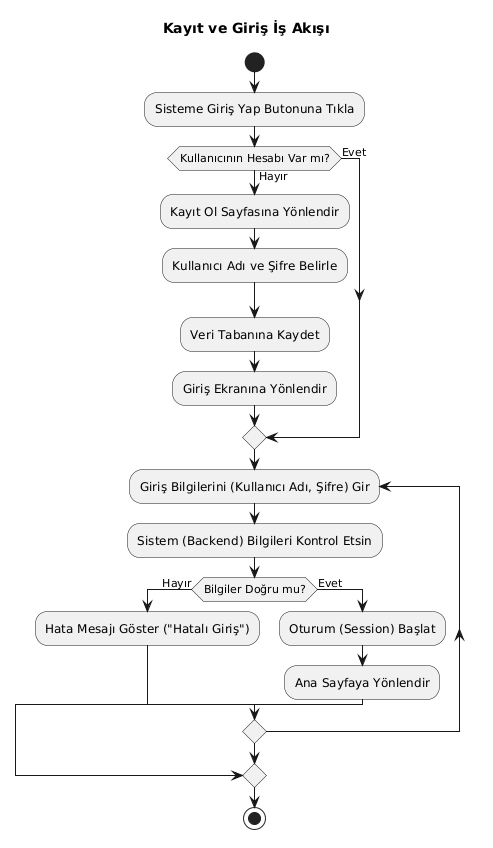 Kayıt ve Giriş İş Akışı
Sisteme Giriş Yap Butonuna Tıkla
Kullanıcının Hesabı Var mı?
Evet
Hayır
Kayıt Ol Sayfasına Yönlendir
Kullanıcı Adı ve Şifre Belirle
Veri Tabanına Kaydet
Giriş Ekranına Yönlendir
Giriş Bilgilerini (Kullanıcı Adı, Şifre) Gir
Sistem (Backend) Bilgileri Kontrol Etsin
Hayır
Bilgiler Doğru mu?
Evet
Hata Mesajı Göster ("Hatalı Giriş")
Oturum (Session) Başlat
Ana Sayfaya Yönlendir